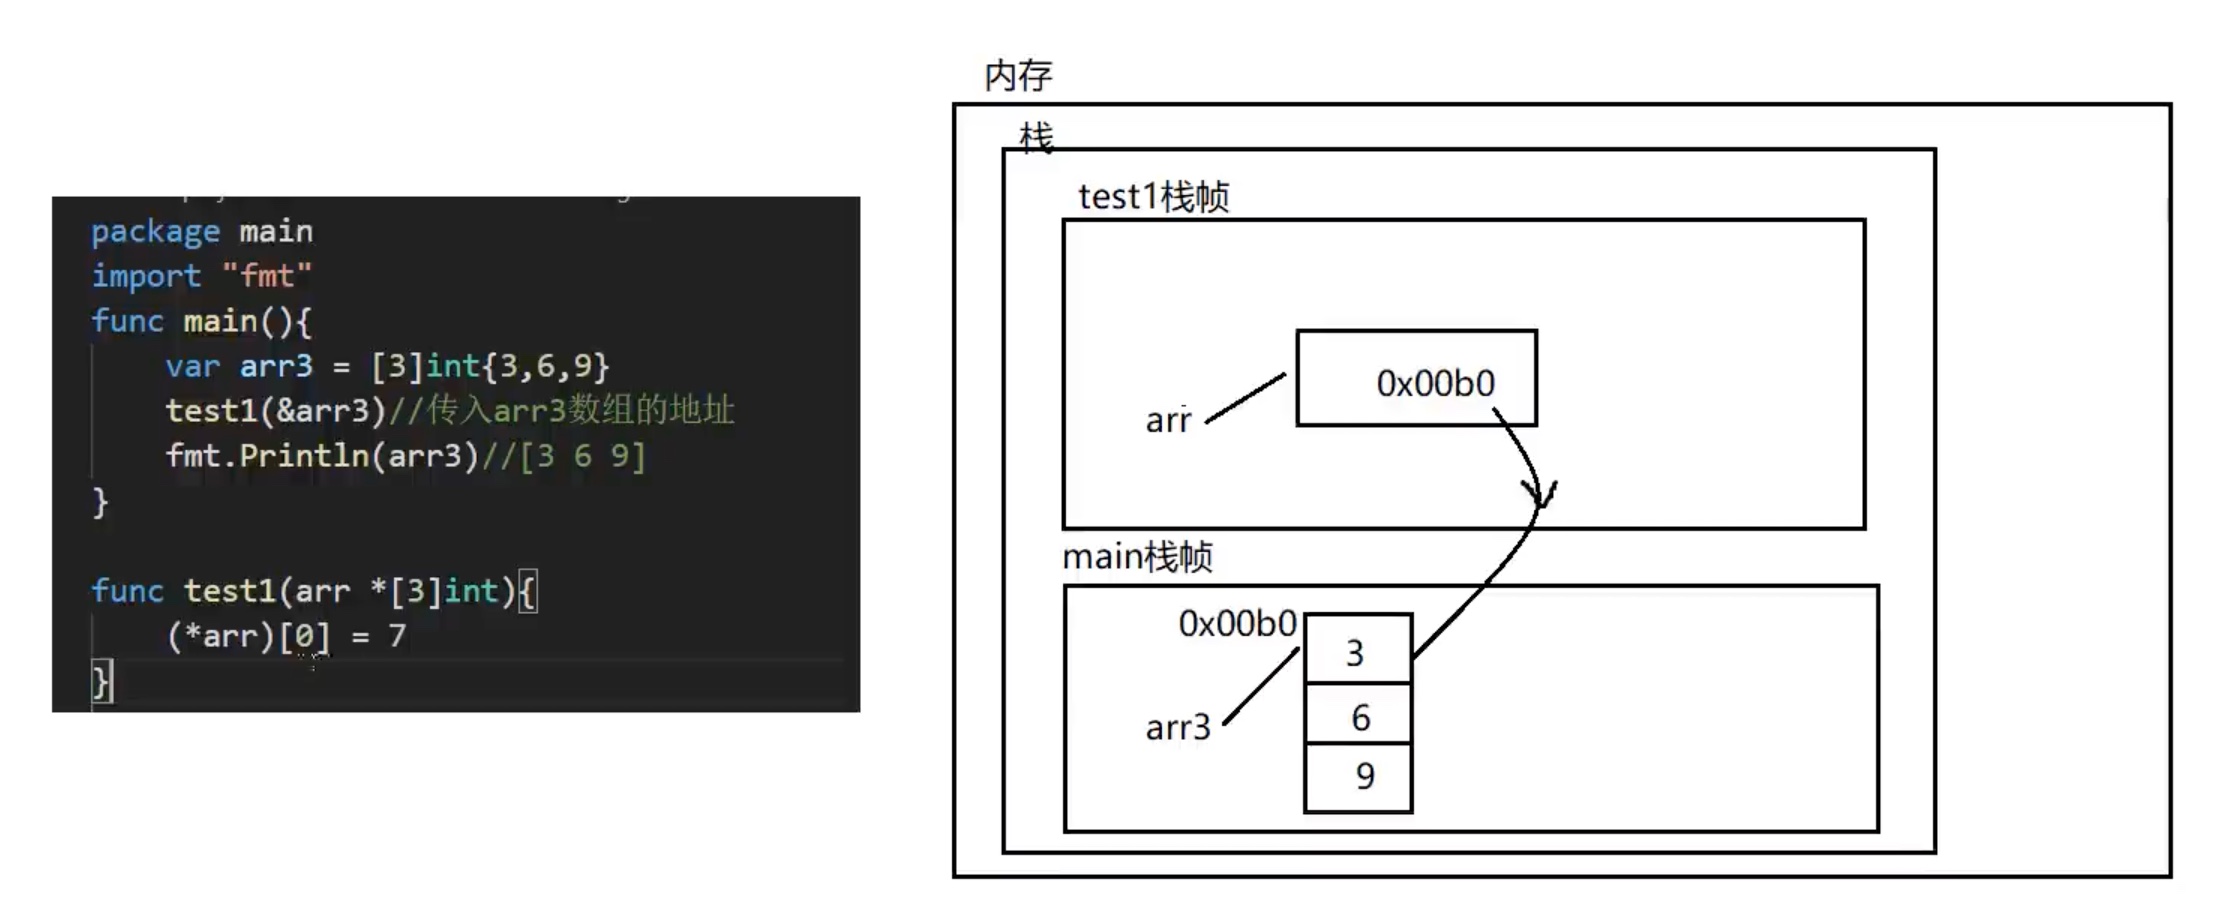 package main
import "fmt"
func main(){
var arr3 = [3]int{3,6,9}
test1(&arr3)//传入arr3数组的地址
fmt.Println(arr3)//[3 6 9]
}
func test1(arr *[3]int){
(*arr)[0] = 7
}
内存
栈
test1栈帧
0x00b0
arr
main栈帧
0x00b0
3
6
arr3
9